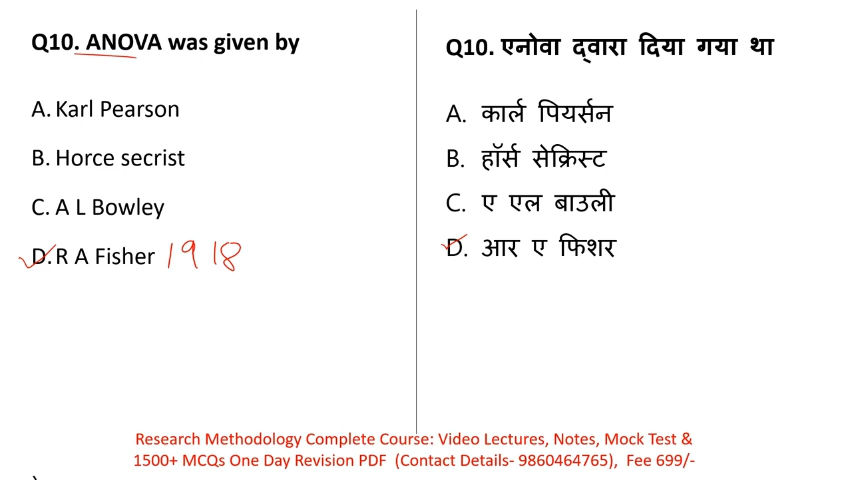 Q10. ANOVA was given by
A. Karl Pearson
B. Horce secrist
C. A L Bowley
D. R A Fisher 1918
Q10. एनोवा द्वारा दिया गया था
A. कार्ल पियर्सन
B. हॉर्स सेक्रिस्ट
C. ए एल बाउली
D. आर ए फिशर
Research Methodology Complete Course: Video Lectures, Notes, Mock Test &
1500+ MCQs One Day Revision PDF (Contact Details- 9860464765), Fee 699/-